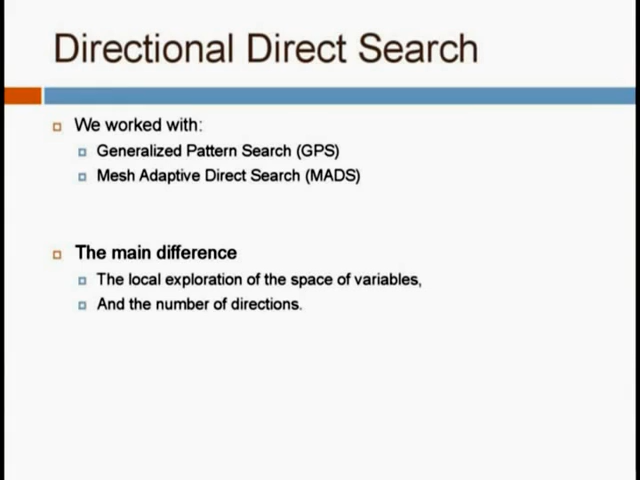 Directional Direct Search
We worked with:
Generalized Pattern Search (GPS)
Mesh Adaptive Direct Search (MADS)
The main difference
The local exploration of the space of variables,
And the number of directions.